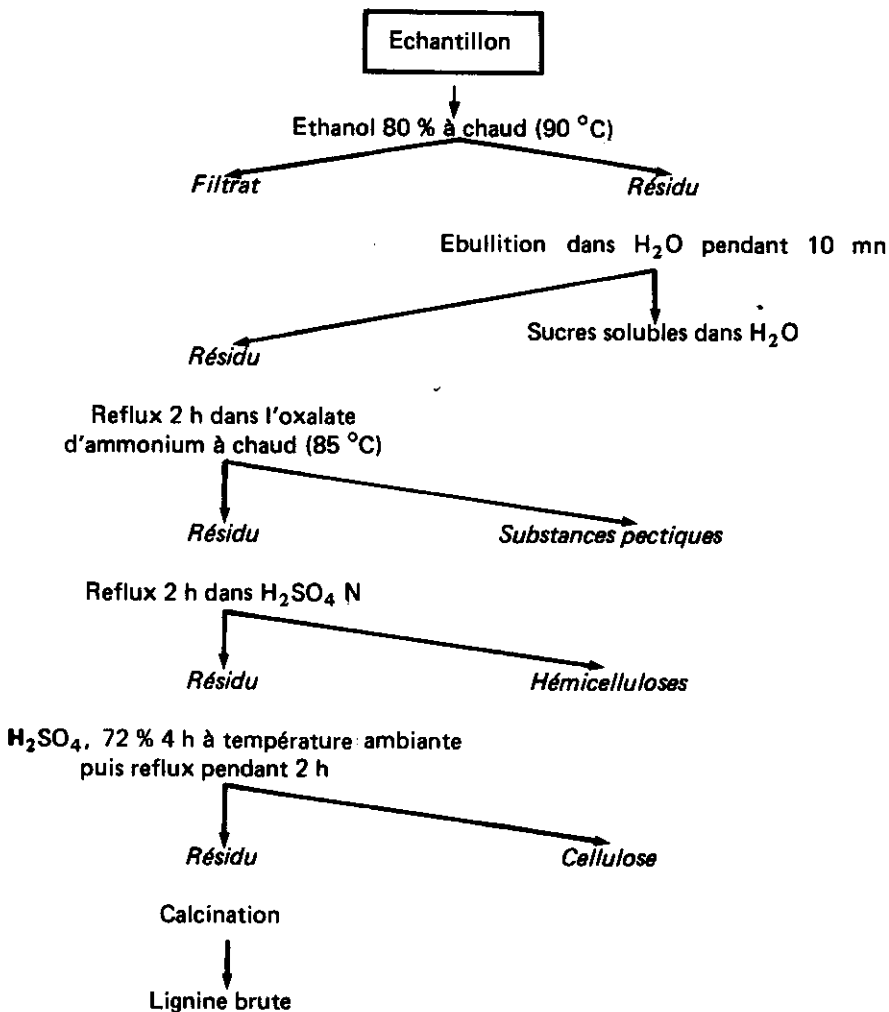 Echantillon
Ethanol 80 % à chaud (90 °C)
Filtrat
Résidu
Ebullition dans H₂O pendant 10 mn
Résidu
Sucres solubles dans H₂O
Reflux 2 h dans l'oxalate
d'ammonium à chaud (85 °C)
Résidu
Substances pectiques
Reflux 2 h dans H₂SO₄ N
Résidu
Hémicelluloses
H₂SO₄, 72 % 4 h à température ambiante
puis reflux pendant 2 h
Résidu
Cellulose
Calcination
Lignine brute